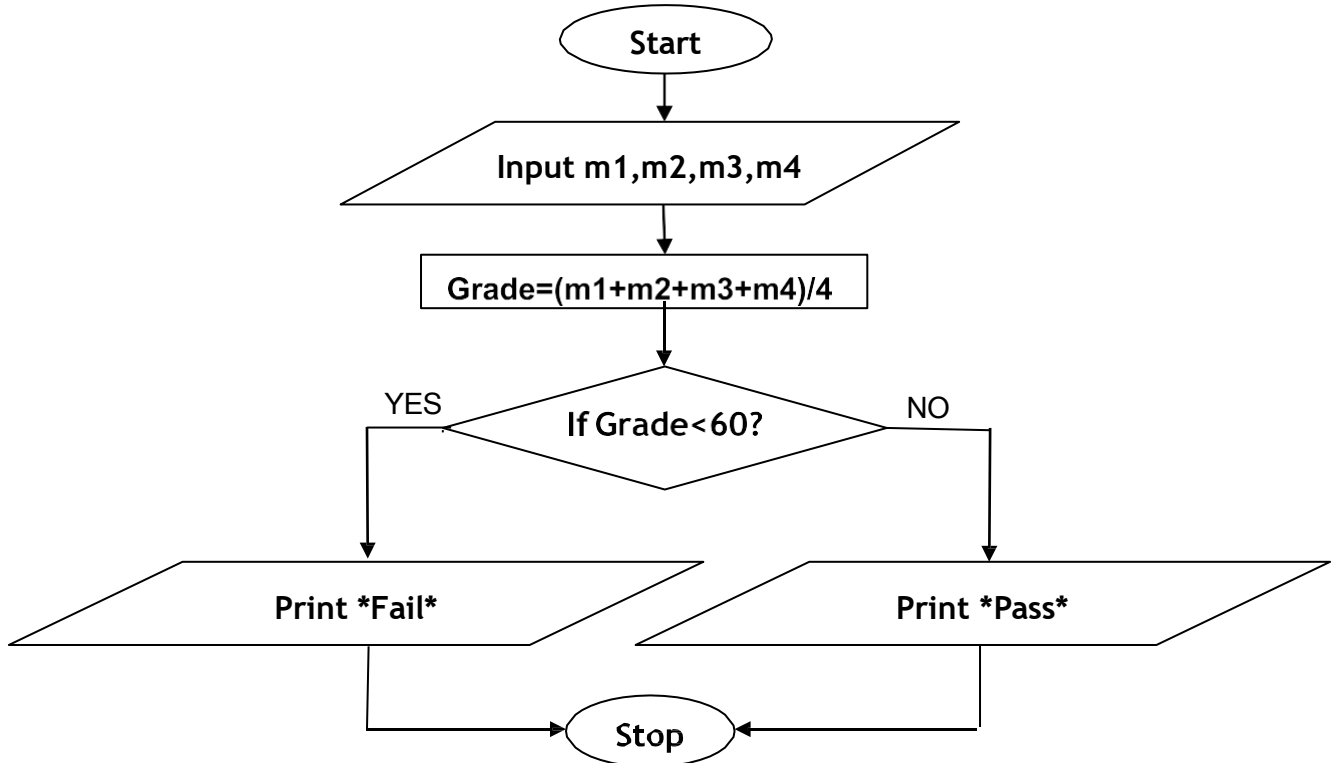 Start
Input m1,m2,m3,m4
Grade=(m1+m2+m3+m4)/4
If Grade<60?
YES
NO
Print *Fail*
Print *Pass*
Stop